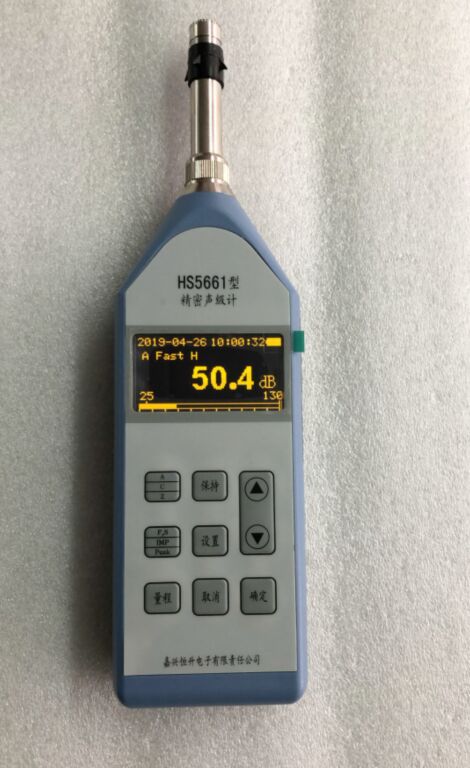 HS5661型
精密声级计
2019-04-26 10:00:32
A Fast H
50.4 dB
25 130
A
C
Z
保持
F,S
IMP
Peak
设置
量程 取消 确定
嘉兴恒升电子有限责任公司